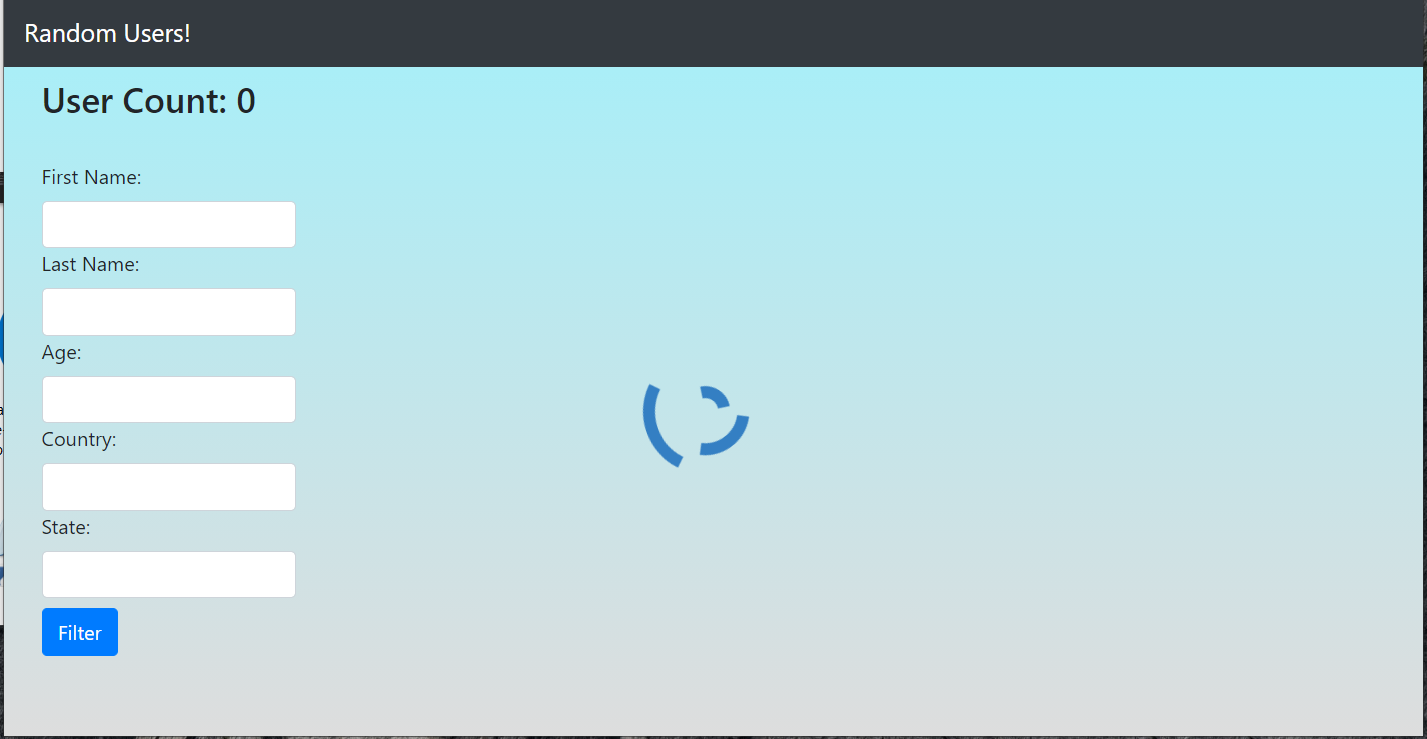 Random Users!
User Count: 0
First Name:
Last Name:
Age:
Country:
State:
Filter